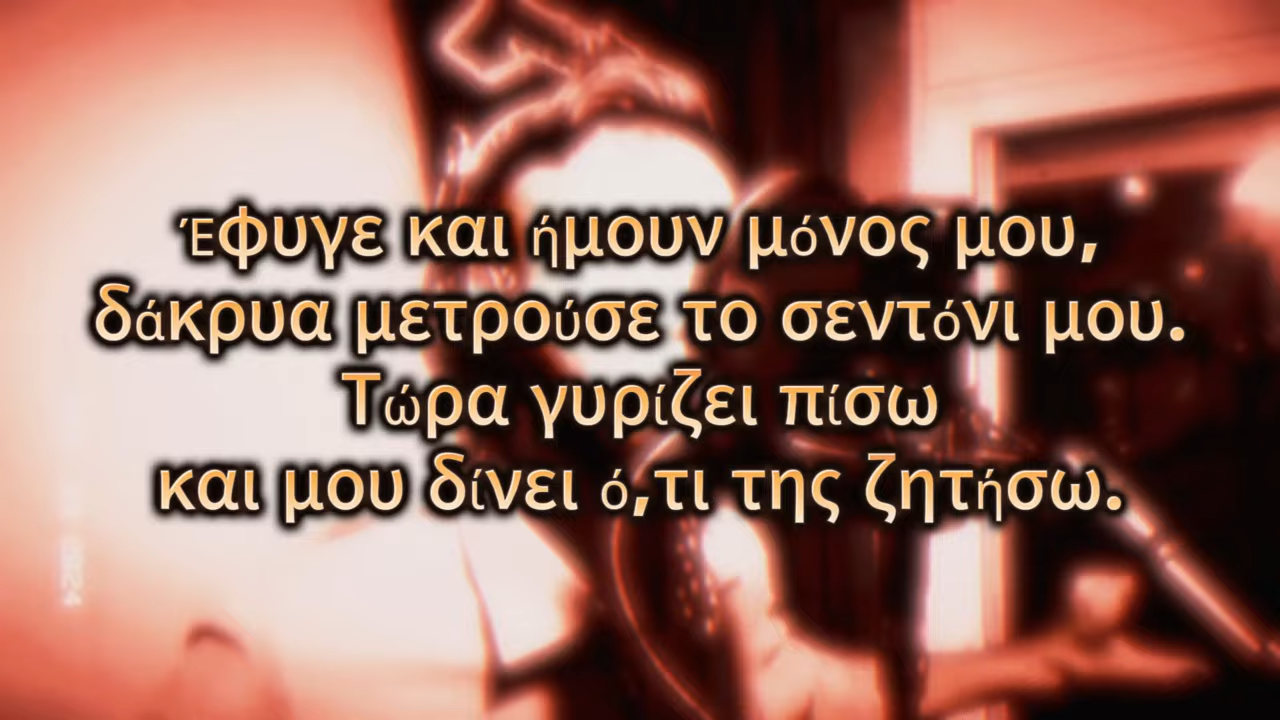 Έφυγε και ήμουν μόνος μου,
δάκρυα μετρούσε το σεντόνι μου.
Τώρα γυρίζει πίσω
και μου δίνει ό,τι της ζητήσω.